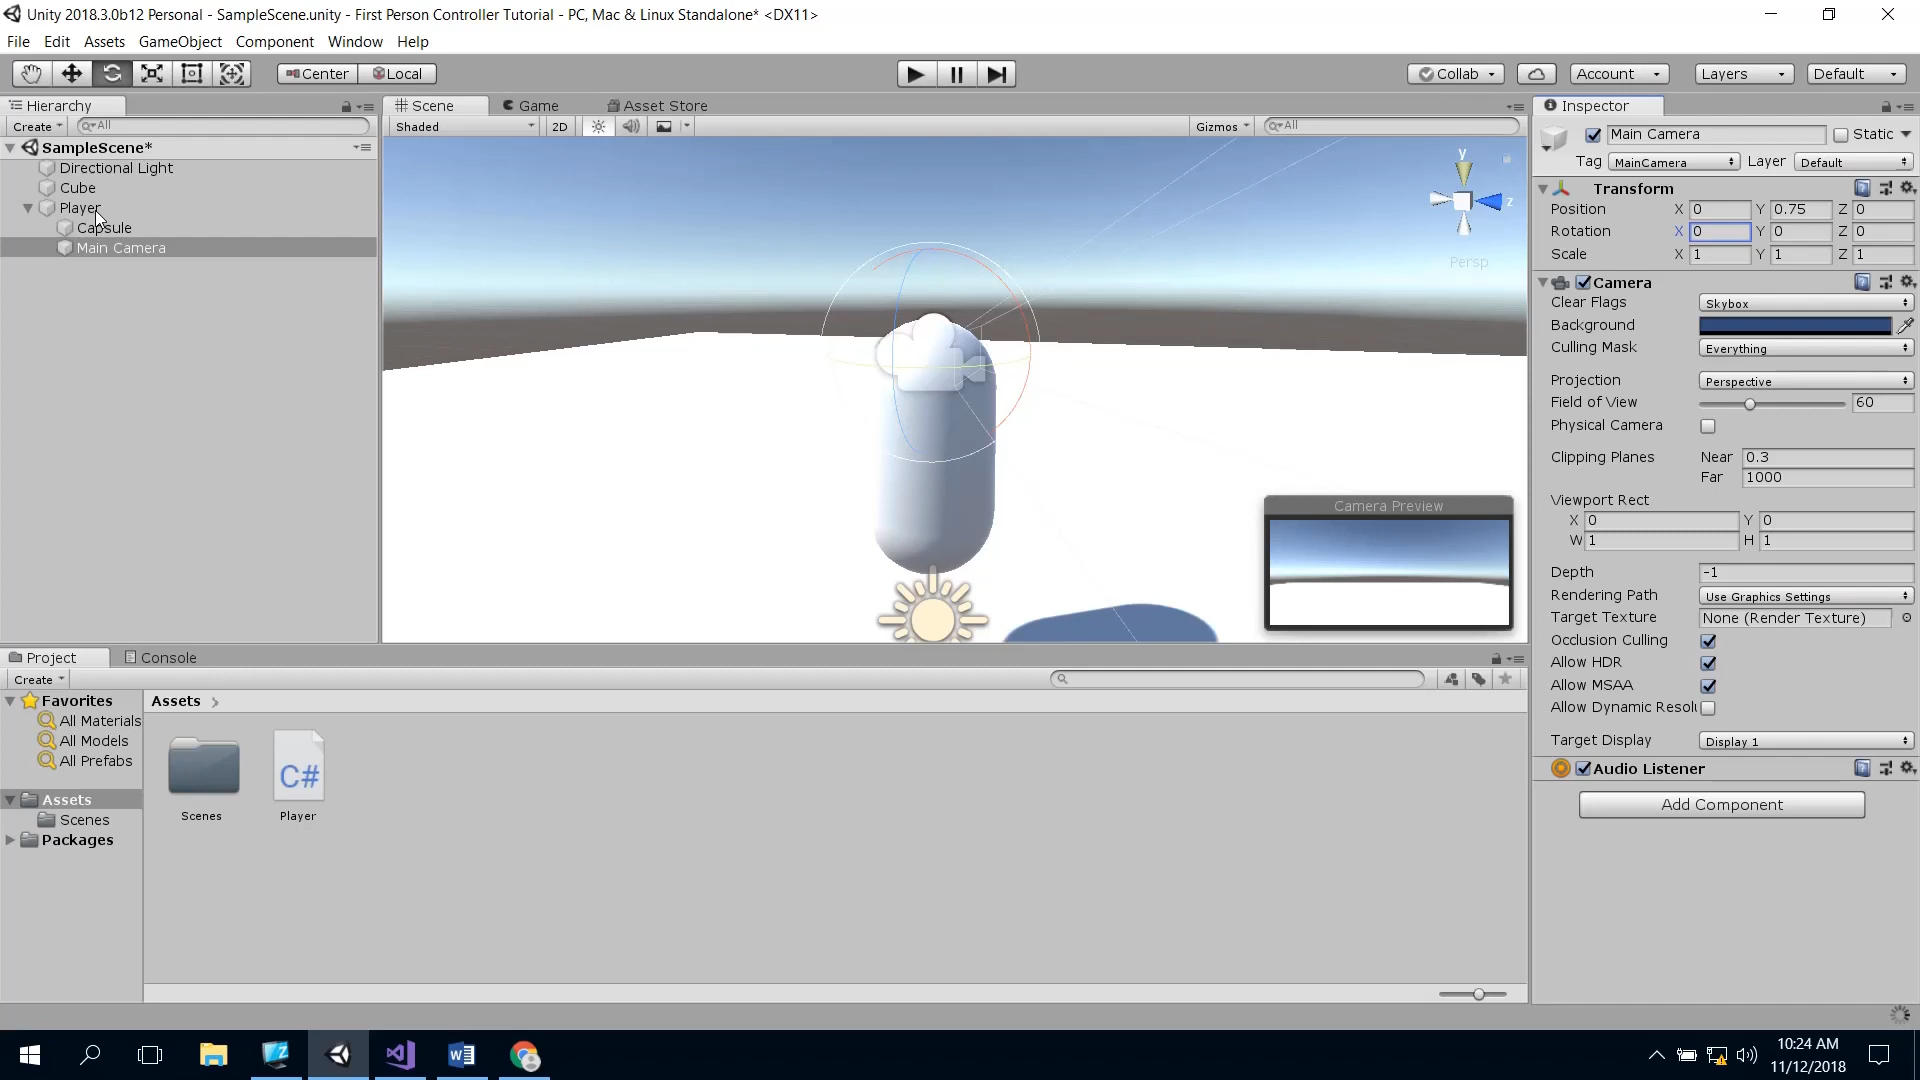 Unity 2018.3.0b12 Personal - SampleScene.unity - First Person Controller Tutorial - PC, Mac & Linux Standalone* <DX11>
File Edit Assets GameObject Component Window Help
Center Local Collab Account Layers Default
Hierarchy
Create All
SampleScene*
Directional Light
Cube
Player
Capsule
Main Camera
Scene Game Asset Store
Shaded 2D Gizmos All
y
z
Persp
Camera Preview
Inspector
Main Camera Static
Tag MainCamera Layer Default
Transform
Position X 0 Y 0.75 Z 0
Rotation X 0 Y 0 Z 0
Scale X 1 Y 1 Z 1
Camera
Clear Flags Skybox
Background
Culling Mask Everything
Projection Perspective
Field of View 60
Physical Camera
Clipping Planes Near 0.3
Far 1000
Viewport Rect
X 0 Y 0
W 1 H 1
Depth -1
Rendering Path Use Graphics Settings
Target Texture None (Render Texture)
Occlusion Culling
Allow HDR
Allow MSAA
Allow Dynamic Resolu
Target Display Display 1
Audio Listener
Add Component
Project Console
Create
Favorites
All Materials
All Models
All Prefabs
Assets
Scenes
Packages
Assets
C#
Scenes Player
10:24 AM
11/12/2018